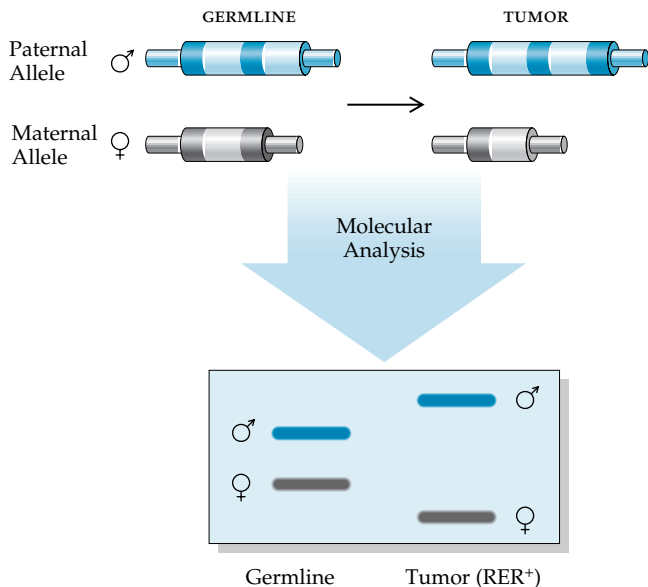 GERMLINE TUMOR
Paternal
Allele ♂
Maternal
Allele ♀
Molecular
Analysis
♂
♂
♀
♀
Germline Tumor (RER⁺)